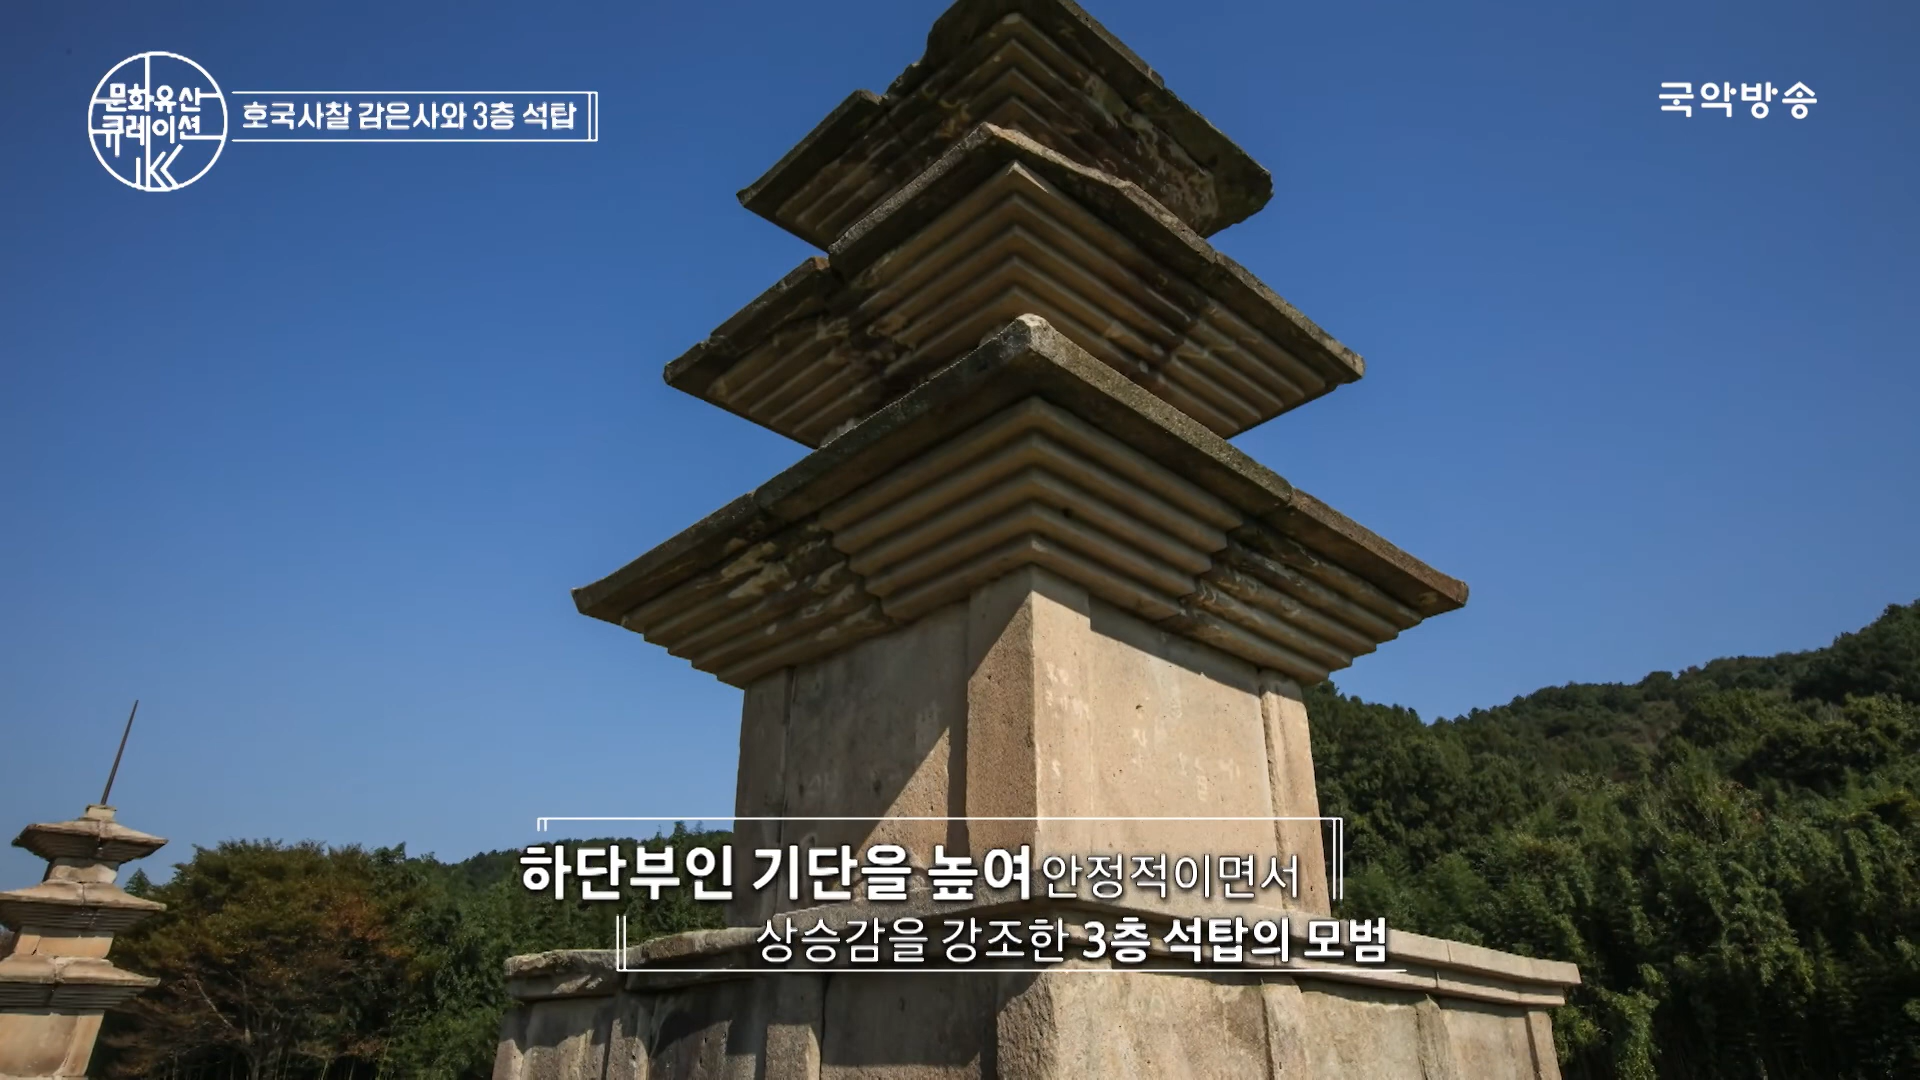 문화유산
큐레이션
K
호국사찰 감은사와 3층 석탑
국악방송
하단부인 기단을 높여 안정적이면서
상승감을 강조한 3층 석탑의 모범